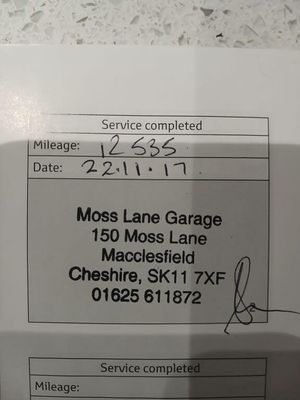 Service completed
Mileage: 12535
Date: 22.11.17
Moss Lane Garage
150 Moss Lane
Macclesfield
Cheshire, SK11 7XF
01625 611872
Service completed
Mileage: